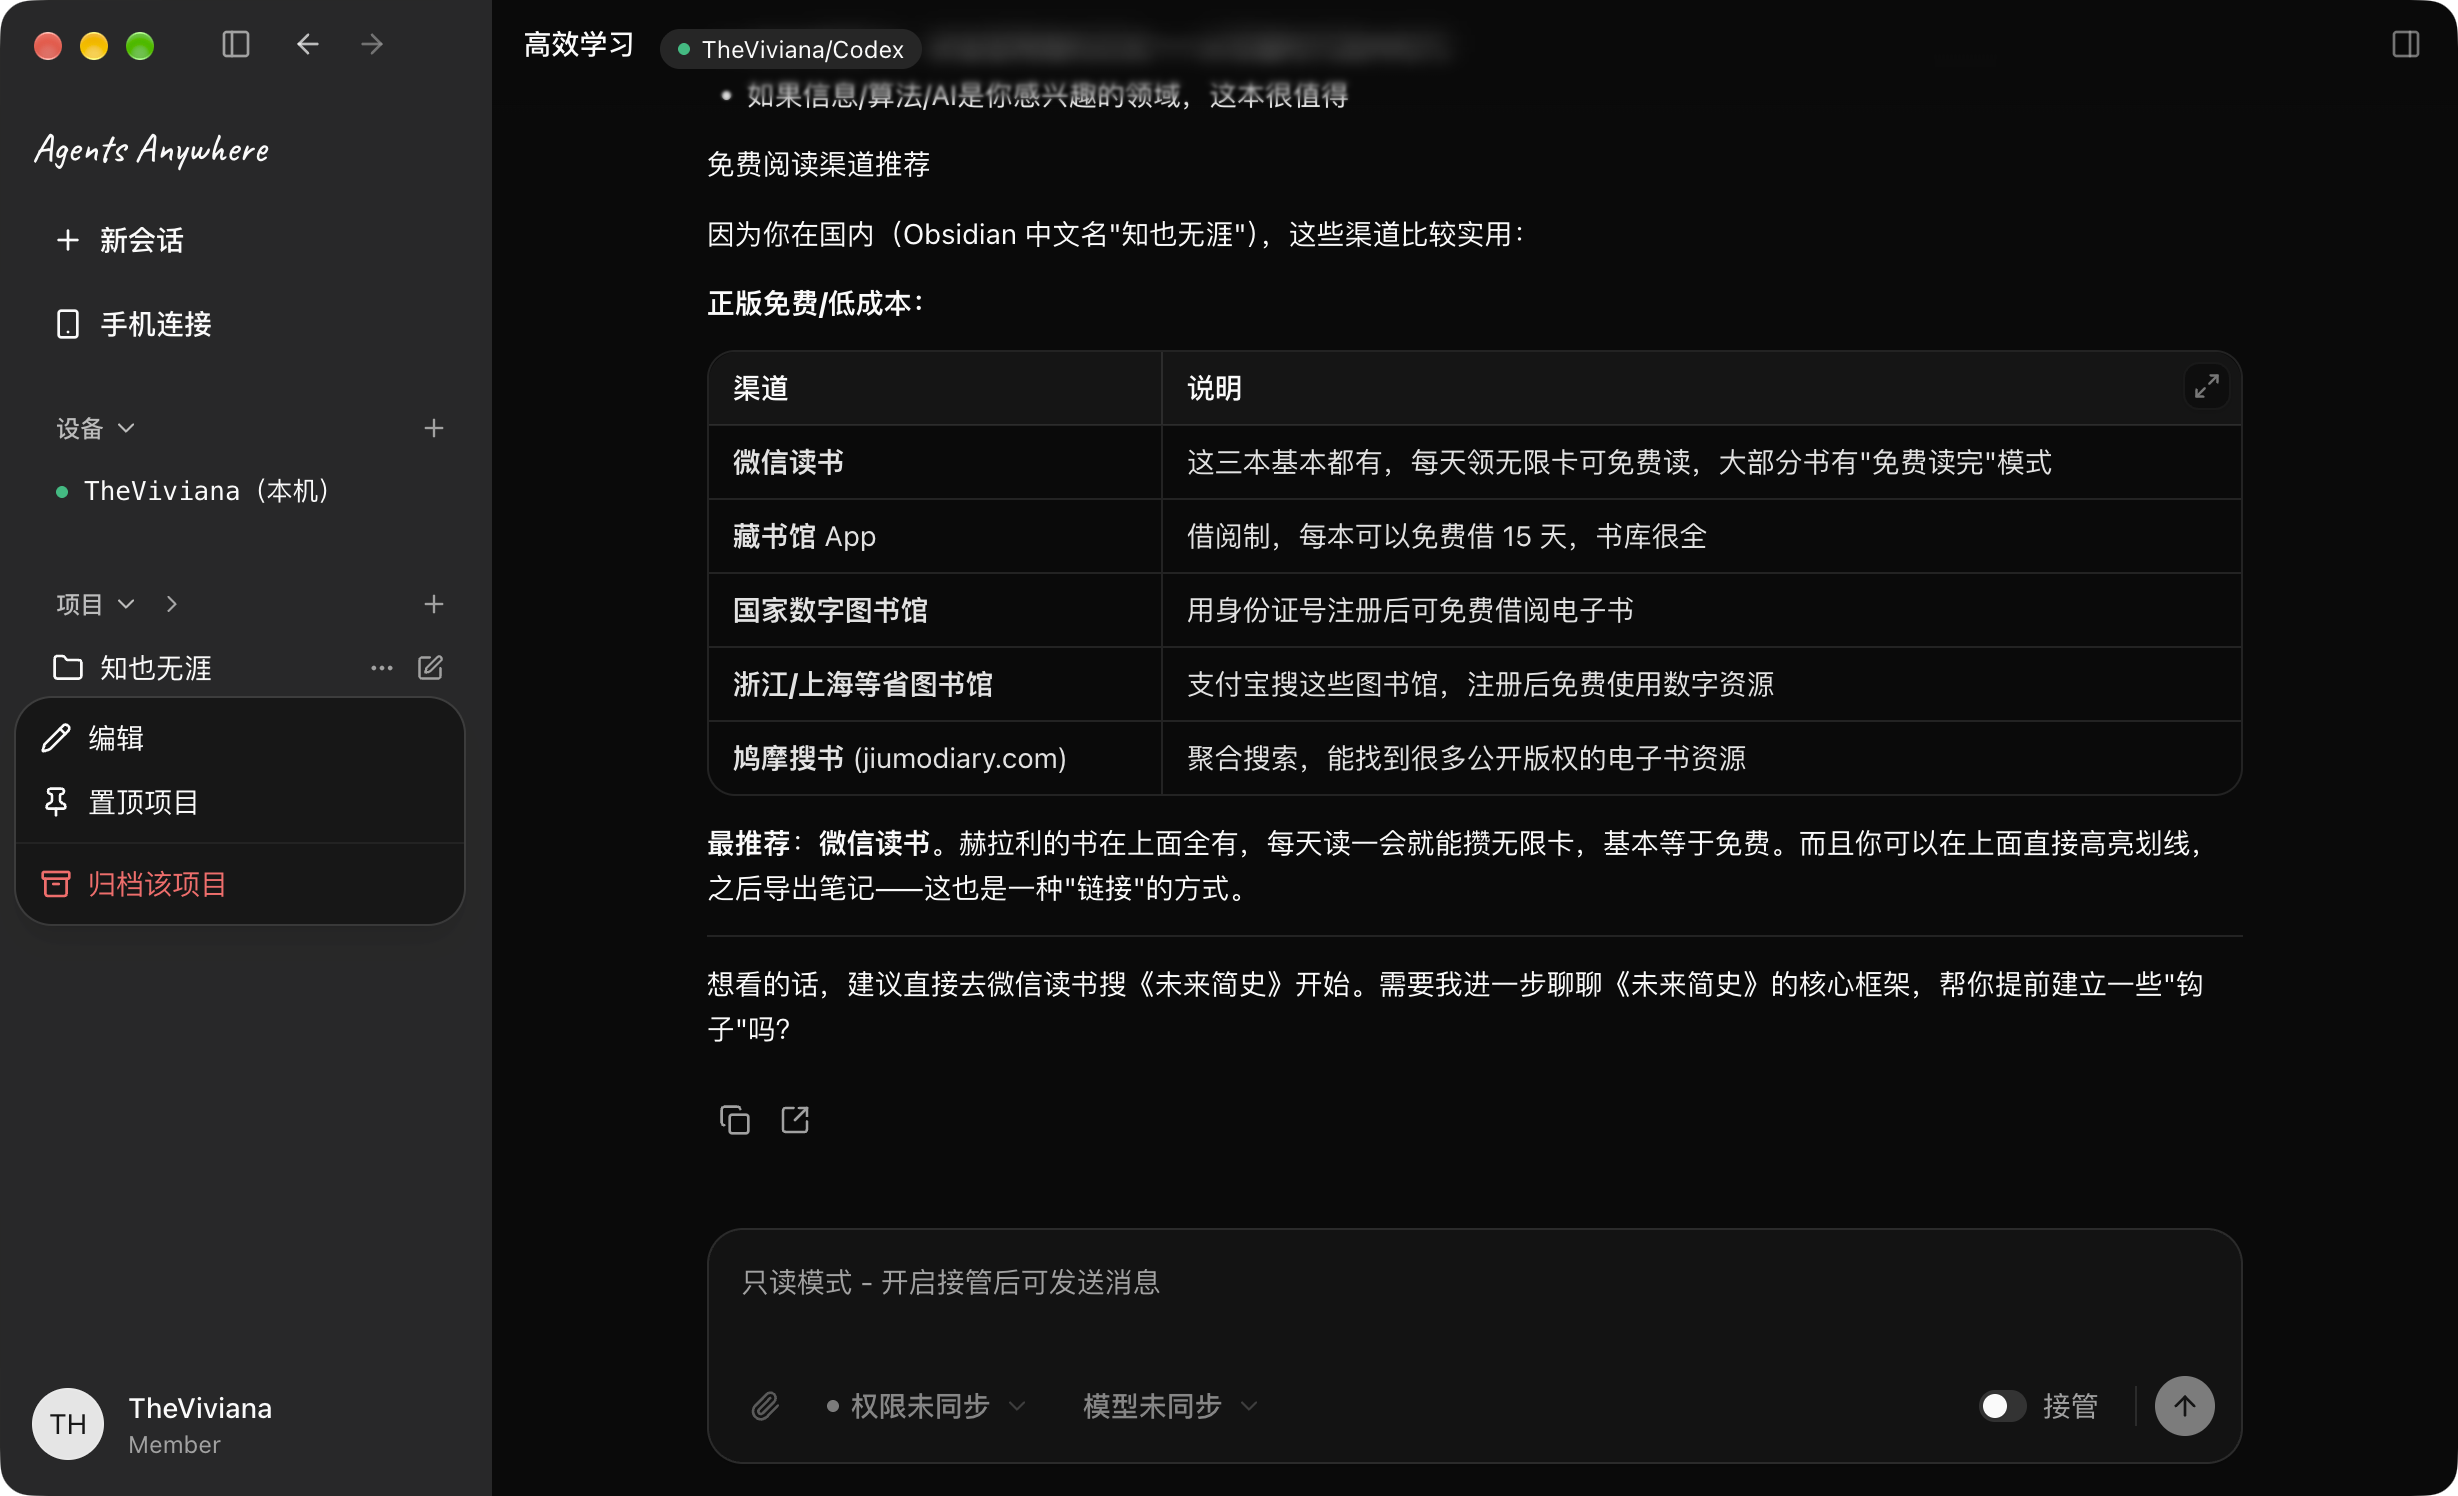 高效学习
TheViviana/Codex
Agents Anywhere
新会话
手机连接
设备
TheViviana（本机）
项目
知也无涯
编辑
置顶项目
归档该项目
TH
TheViviana
Member
• 如果信息/算法/AI是你感兴趣的领域，这本很值得
免费阅读渠道推荐
因为你在国内（Obsidian 中文名"知也无涯"），这些渠道比较实用：
正版免费/低成本：
渠道 说明
微信读书 这三本基本都有，每天领无限卡可免费读，大部分书有"免费读完"模式
藏书馆 App 借阅制，每本可以免费借 15 天，书库很全
国家数字图书馆 用身份证号注册后可免费借阅电子书
浙江/上海等省图书馆 支付宝搜这些图书馆，注册后免费使用数字资源
鸠摩搜书 (jiumodiary.com) 聚合搜索，能找到很多公开版权的电子书资源
最推荐：微信读书。赫拉利的书在上面全有，每天读一会就能攒无限卡，基本等于免费。而且你可以在上面直接高亮划线，
之后导出笔记——这也是一种"链接"的方式。
想看的话，建议直接去微信读书搜《未来简史》开始。需要我进一步聊聊《未来简史》的核心框架，帮你提前建立一些"钩
子"吗？
只读模式 - 开启接管后可发送消息
权限未同步
模型未同步
接管